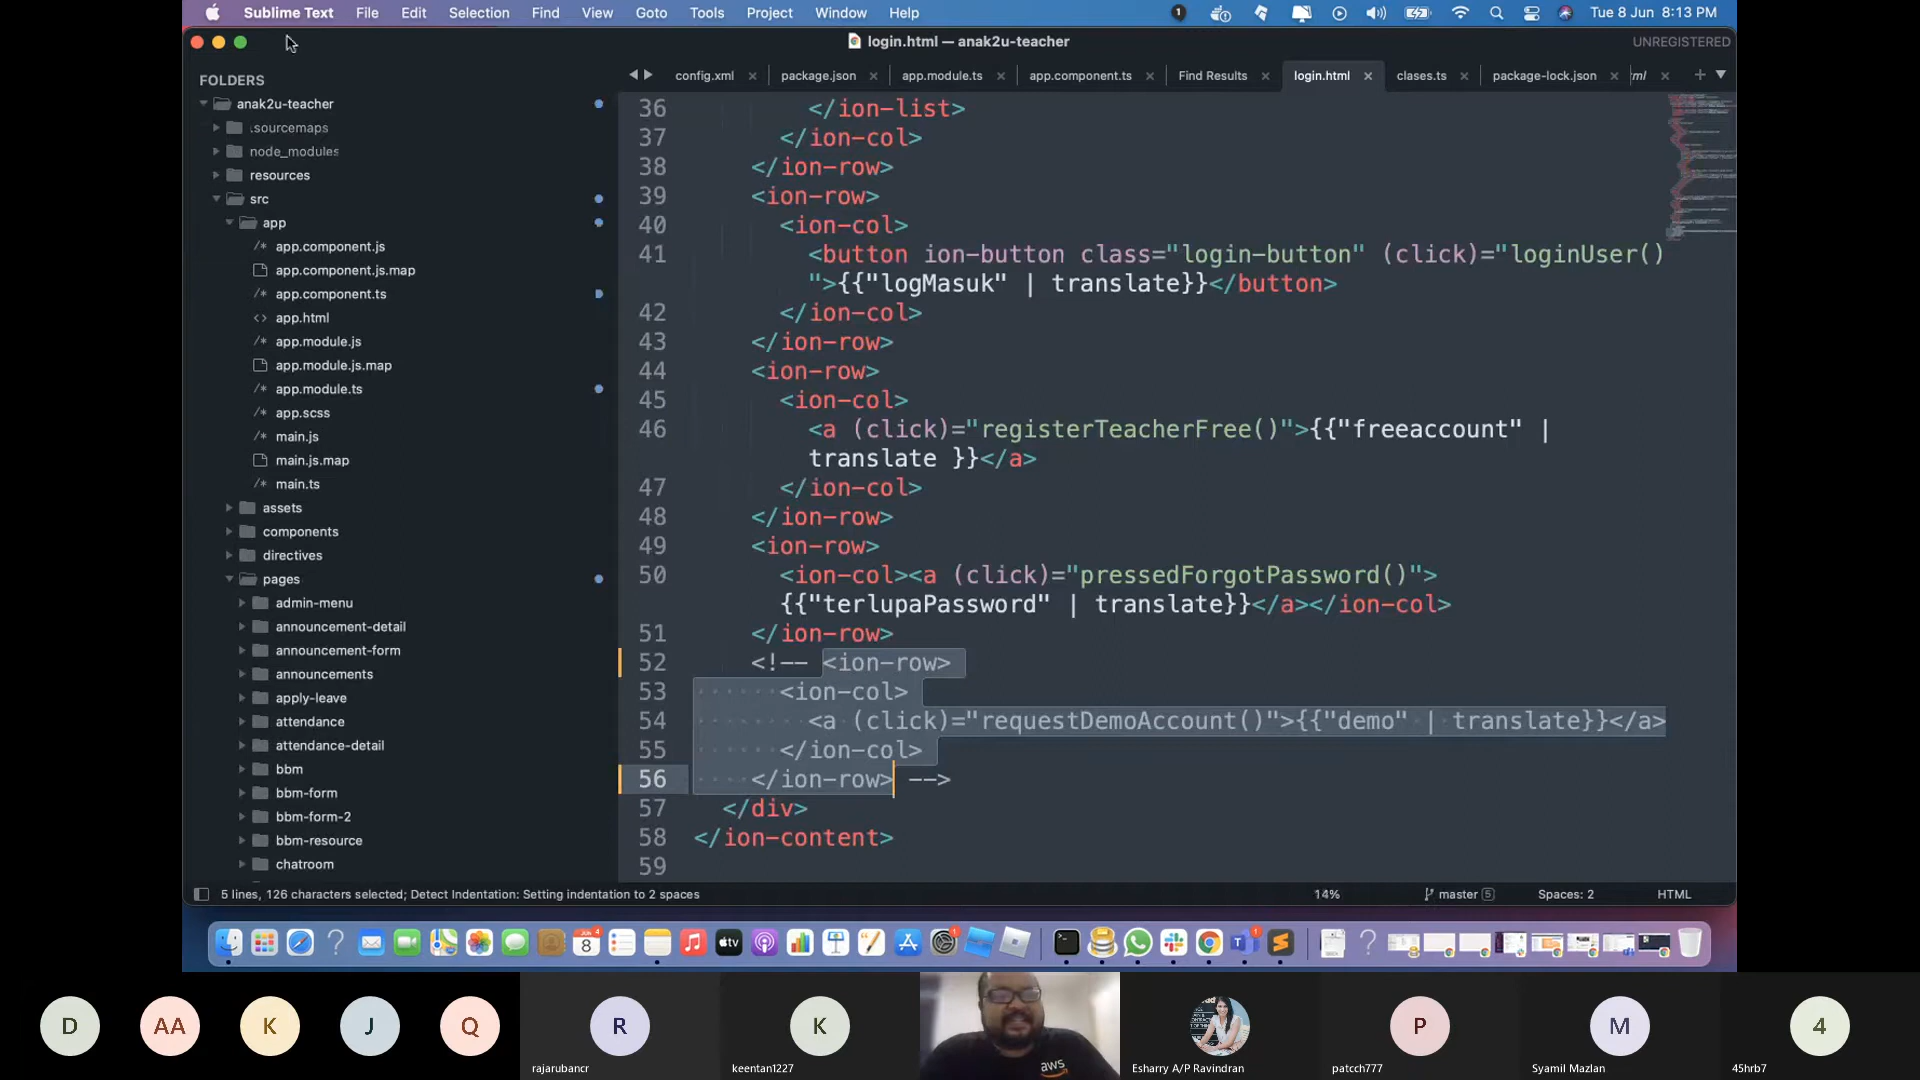 Sublime Text File Edit Selection Find View Goto Tools Project Window Help
1 Tue 8 Jun 8:13 PM
login.html — anak2u-teacher
UNREGISTERED
FOLDERS
anak2u-teacher
.sourcemaps
node_modules
resources
src
app
/* app.component.js
app.component.js.map
/* app.component.ts
<> app.html
/* app.module.js
app.module.js.map
/* app.module.ts
/* app.scss
/* main.js
main.js.map
/* main.ts
assets
components
directives
pages
admin-menu
announcement-detail
announcement-form
announcements
apply-leave
attendance
attendance-detail
bbm
bbm-form
bbm-form-2
bbm-resource
chatroom
config.xml
package.json
app.module.ts
app.component.ts
Find Results
login.html
clases.ts
package-lock.json
ml
36 </ion-list>
37 </ion-col>
38 </ion-row>
39 <ion-row>
40 <ion-col>
41 <button ion-button class="login-button" (click)="loginUser()
">{{"logMasuk" | translate}}</button>
42 </ion-col>
43 </ion-row>
44 <ion-row>
45 <ion-col>
46 <a (click)="registerTeacherFree()">{{"freeaccount" |
translate }}</a>
47 </ion-col>
48 </ion-row>
49 <ion-row>
50 <ion-col><a (click)="pressedForgotPassword()">
{{"terlupaPassword" | translate}}</a></ion-col>
51 </ion-row>
52 <!-- <ion-row>
53 <ion-col>
54 <a (click)="requestDemoAccount()">{{"demo" | translate}}</a>
55 </ion-col>
56 </ion-row> -->
57 </div>
58 </ion-content>
59
5 lines, 126 characters selected; Detect Indentation: Setting indentation to 2 spaces
14%
master 5
Spaces: 2
HTML
D
AA
K
J
Q
R
rajarubancr
K
keentan1227
aws
Esharry A/P Ravindran
P
patcch777
M
Syamil Mazlan
4
45hrb7